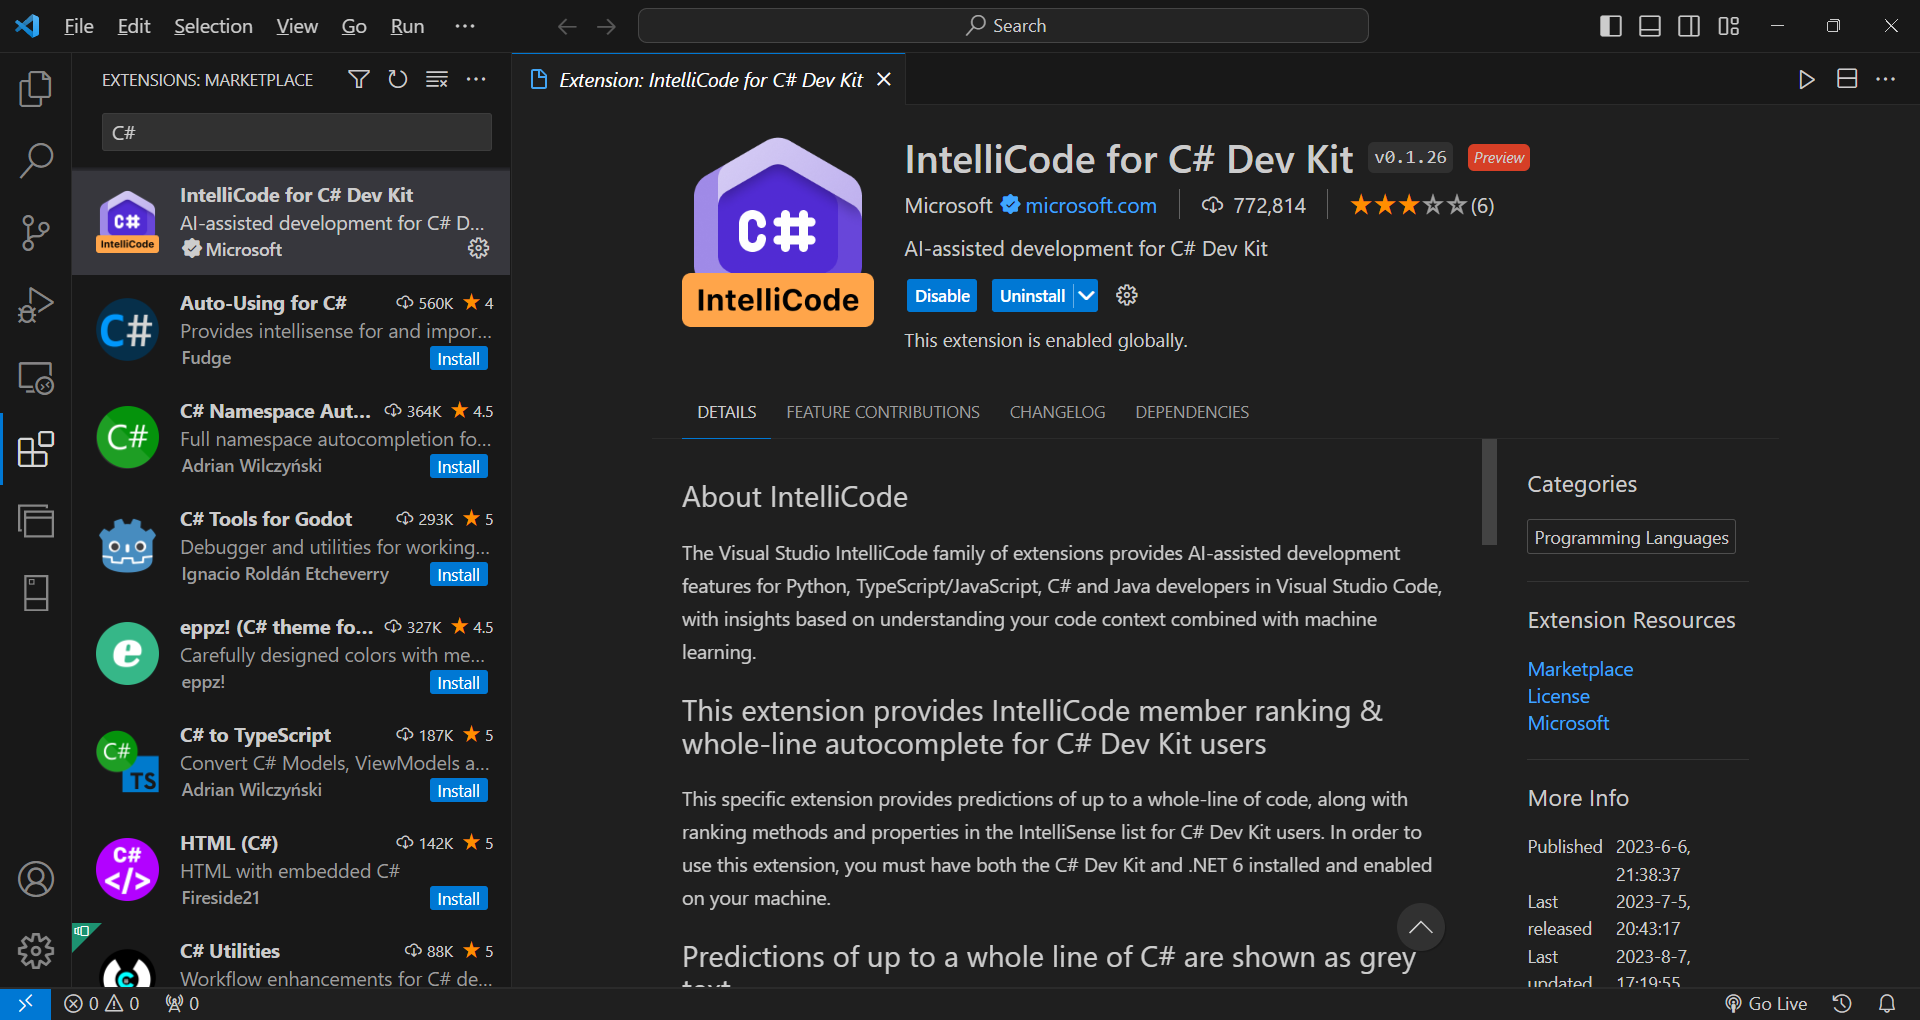 File Edit Selection View Go Run ···
Search
EXTENSIONS: MARKETPLACE
C#
IntelliCode for C# Dev Kit
AI-assisted development for C# D...
Microsoft
C#
IntelliCode
Auto-Using for C# 560K 4
Provides intellisense for and impor...
Fudge Install
C#
C# Namespace Aut... 364K 4.5
Full namespace autocompletion fo...
Adrian Wilczyński Install
C#
C# Tools for Godot 293K 5
Debugger and utilities for working...
Ignacio Roldán Etcheverry Install
eppz! (C# theme fo... 327K 4.5
Carefully designed colors with me...
eppz! Install
e
C# to TypeScript 187K 5
Convert C# Models, ViewModels a...
Adrian Wilczyński Install
C#
TS
HTML (C#) 142K 5
HTML with embedded C#
Fireside21 Install
C#
</>
C# Utilities 88K 5
Workflow enhancements for C# de...
C
Extension: IntelliCode for C# Dev Kit
C#
IntelliCode
IntelliCode for C# Dev Kit v0.1.26 Preview
Microsoft microsoft.com 772,814 (6)
AI-assisted development for C# Dev Kit
Disable Uninstall
This extension is enabled globally.
DETAILS FEATURE CONTRIBUTIONS CHANGELOG DEPENDENCIES
About IntelliCode
The Visual Studio IntelliCode family of extensions provides AI-assisted development
features for Python, TypeScript/JavaScript, C# and Java developers in Visual Studio Code,
with insights based on understanding your code context combined with machine
learning.
This extension provides IntelliCode member ranking &
whole-line autocomplete for C# Dev Kit users
This specific extension provides predictions of up to a whole-line of code, along with
ranking methods and properties in the IntelliSense list for C# Dev Kit users. In order to
use this extension, you must have both the C# Dev Kit and .NET 6 installed and enabled
on your machine.
Predictions of up to a whole line of C# are shown as grey
text
Categories
Programming Languages
Extension Resources
Marketplace
License
Microsoft
More Info
Published 2023-6-6,
21:38:37
Last 2023-7-5,
released 20:43:17
Last 2023-8-7,
updated 17:19:55
0 0 0
Go Live